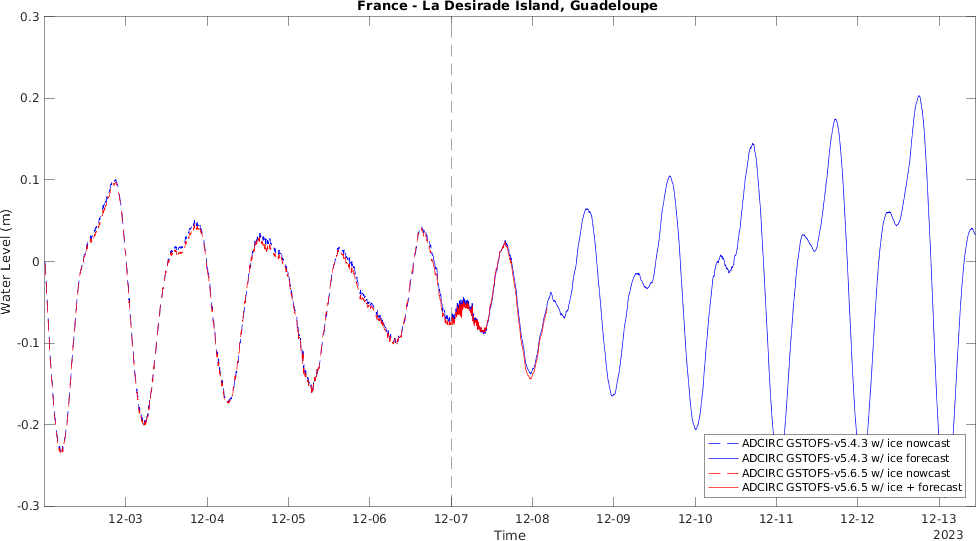 France - La Desirade Island, Guadeloupe
0.3
0.2
0.1
0
-0.1
-0.2
-0.3
Water Level (m)
ADCIRC GSTOFS-v5.4.3 w/ ice nowcast
ADCIRC GSTOFS-v5.4.3 w/ ice forecast
ADCIRC GSTOFS-v5.6.5 w/ ice nowcast
ADCIRC GSTOFS-v5.6.5 w/ ice + forecast
12-03 12-04 12-05 12-06 12-07 12-08 12-09 12-10 12-11 12-12 12-13
Time
2023